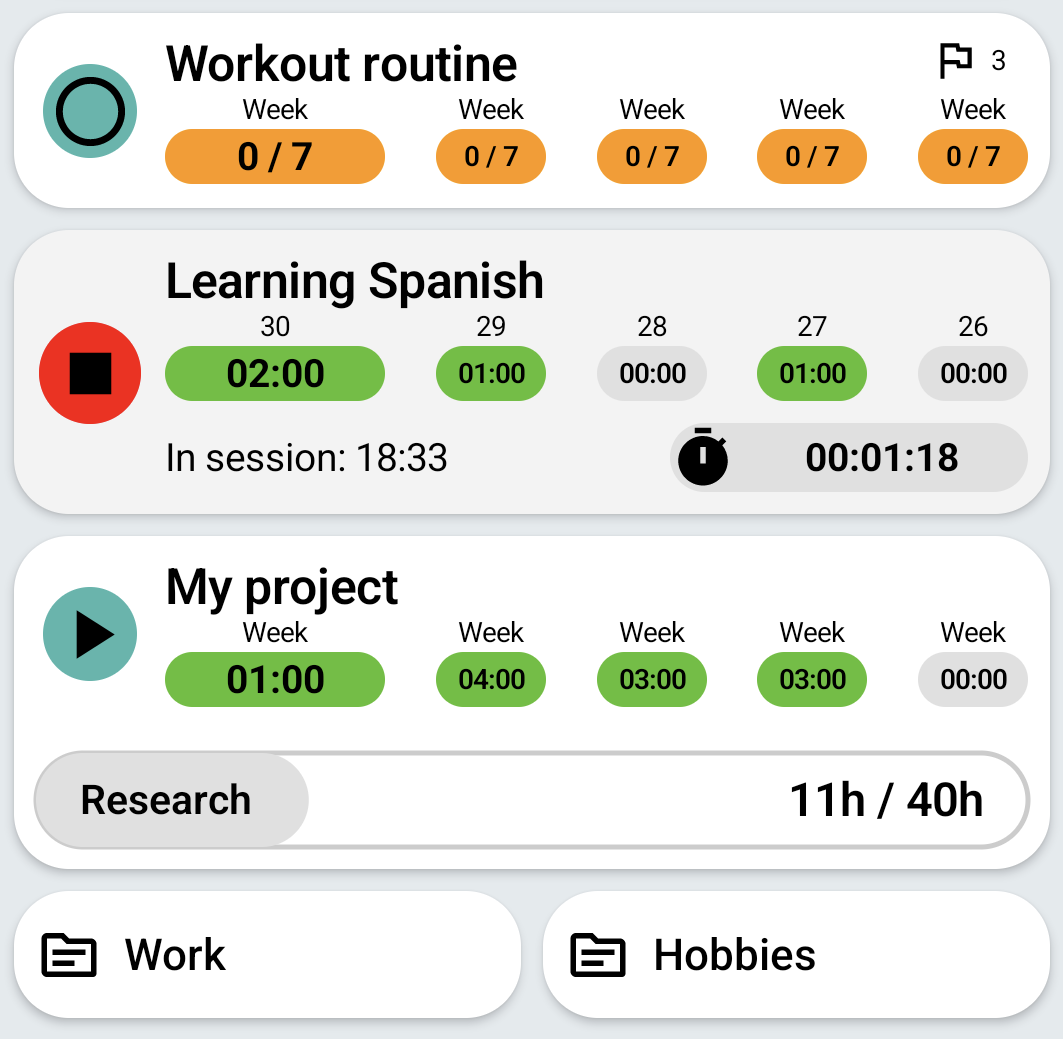 Workout routine 3
Week Week Week Week Week
0 / 7 0 / 7 0 / 7 0 / 7 0 / 7
Learning Spanish
30 29 28 27 26
02:00 01:00 00:00 01:00 00:00
In session: 18:33 00:01:18
My project
Week Week Week Week Week
01:00 04:00 03:00 03:00 00:00
Research 11h / 40h
Work Hobbies